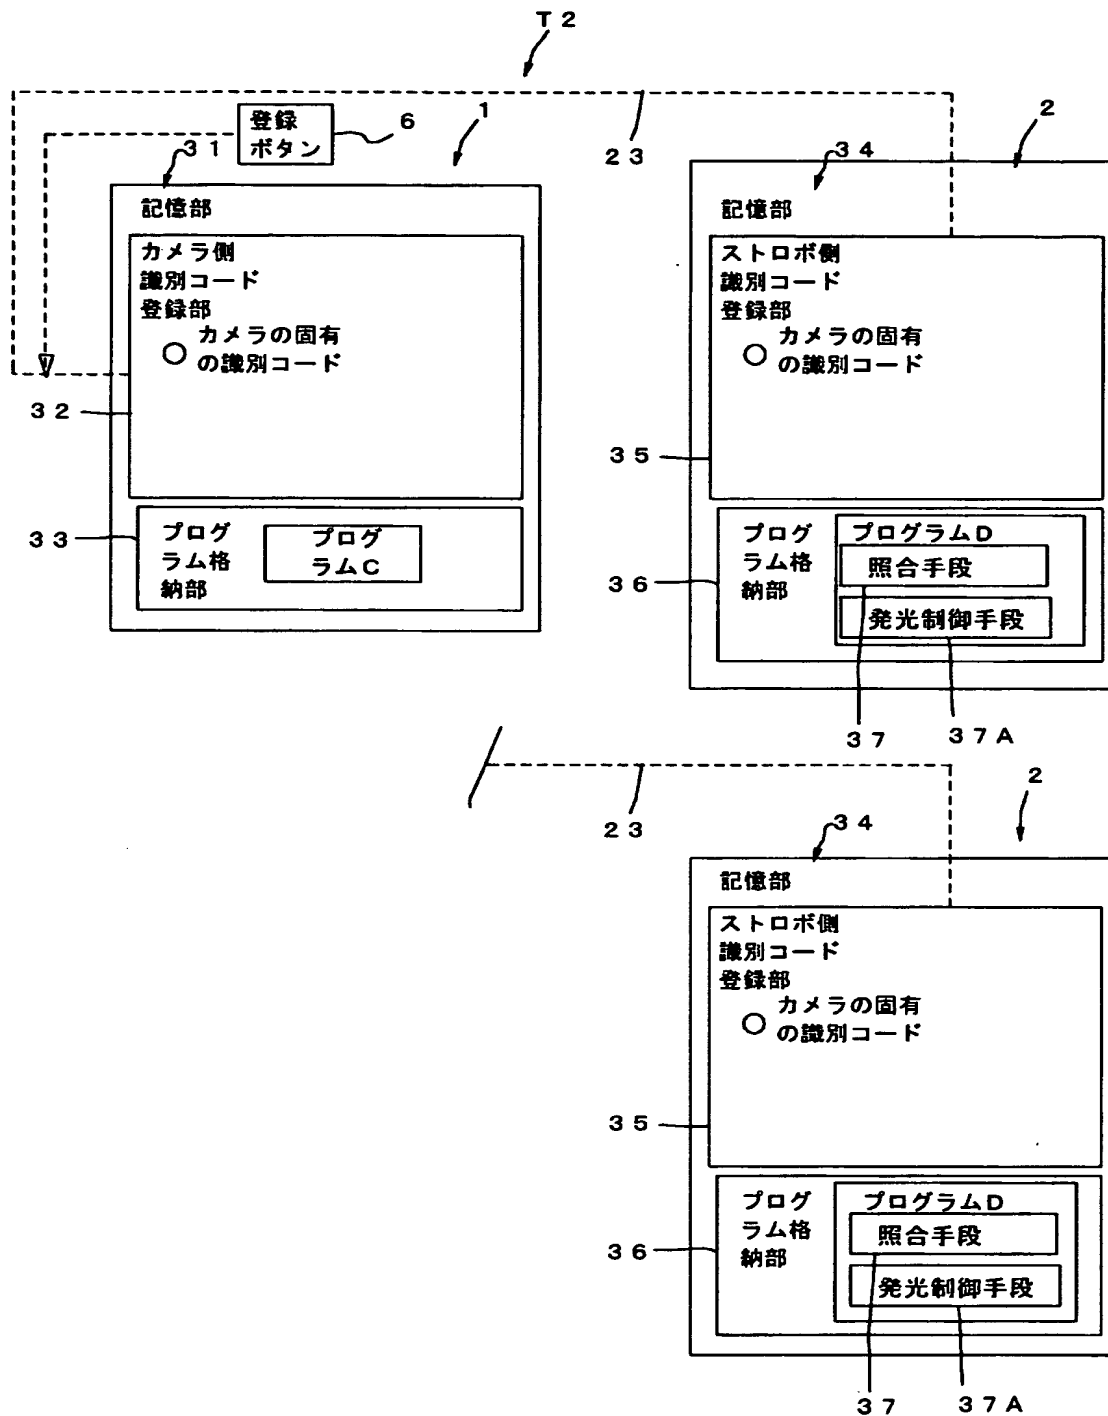 T2
登録
ボタン
6
1
23
2
31
記憶部
カメラ側
識別コード
登録部
カメラの固有
の識別コード
32
33
プログ
ラム格
納部
プログ
ラムC
34
記憶部
ストロボ側
識別コード
登録部
カメラの固有
の識別コード
35
36
プログ
ラム格
納部
プログラムD
照合手段
発光制御手段
37
37A
23
2
34
記憶部
ストロボ側
識別コード
登録部
カメラの固有
の識別コード
35
36
プログ
ラム格
納部
プログラムD
照合手段
発光制御手段
37
37A